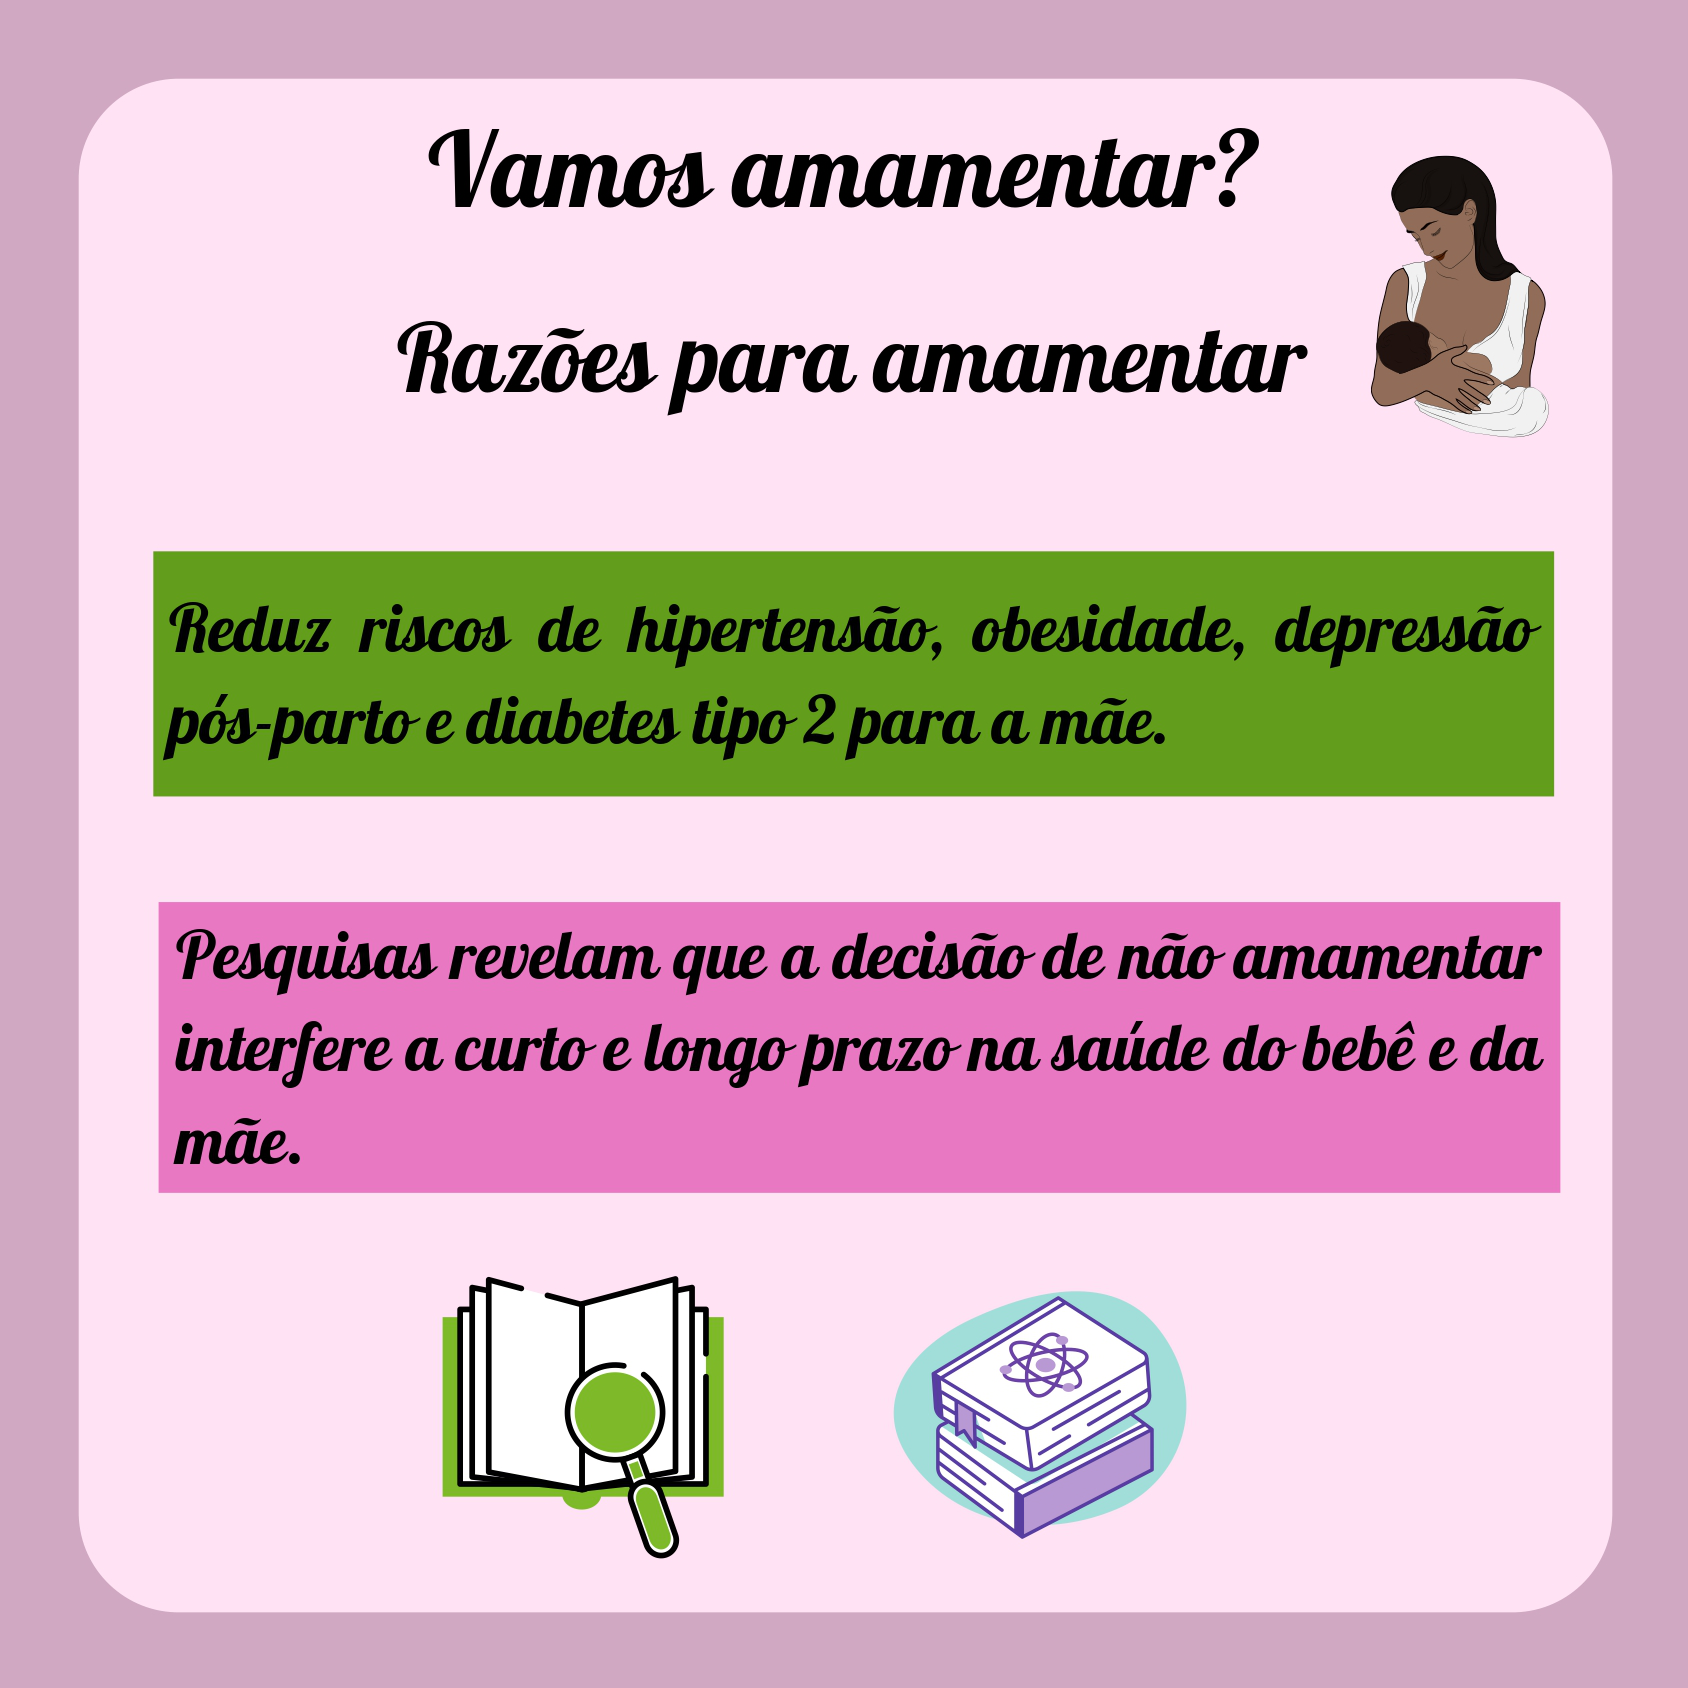 Vamos amamentar?
Razões para amamentar
Reduz riscos de hipertensão, obesidade, depressão
pós-parto e diabetes tipo 2 para a mãe.
Pesquisas revelam que a decisão de não amamentar
interfere a curto e longo prazo na saúde do bebê e da
mãe.